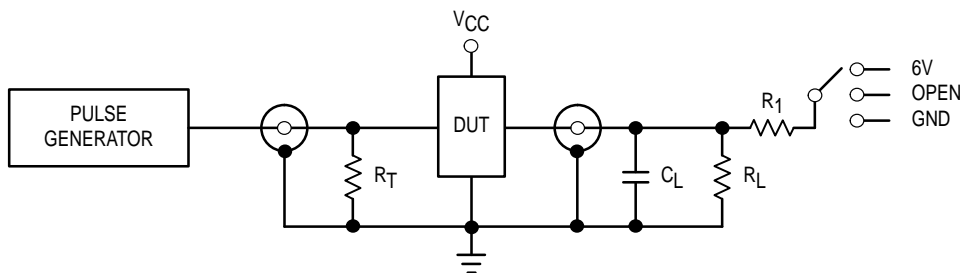 VCC
PULSE
GENERATOR
DUT
RT
CL
RL
R1
6V
OPEN
GND